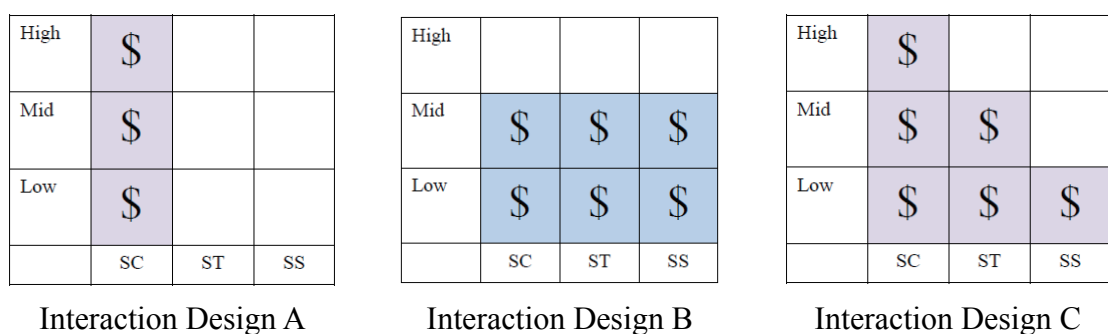 High $
Mid $
Low $
SC ST SS
Interaction Design A
High
Mid $ $ $
Low $ $ $
SC ST SS
Interaction Design B
High $
Mid $ $
Low $ $ $
SC ST SS
Interaction Design C